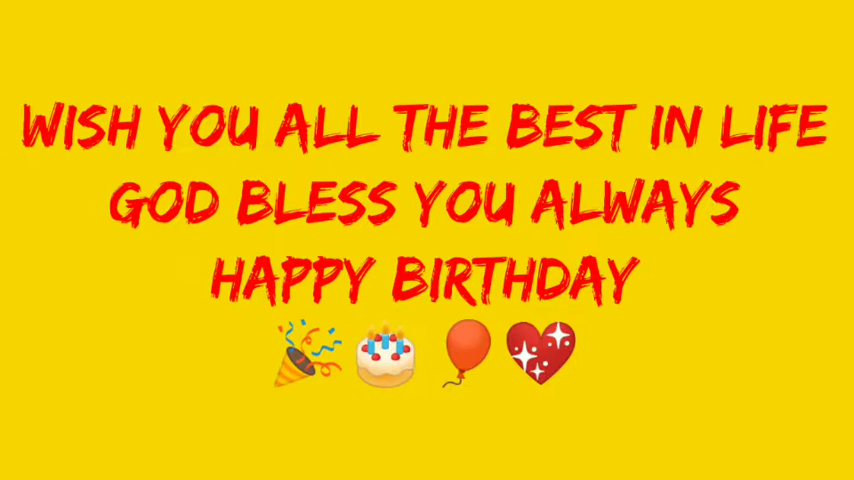 WISH YOU ALL THE BEST IN LIFE
GOD BLESS YOU ALWAYS
HAPPY BIRTHDAY
🎉🎂🎈💖